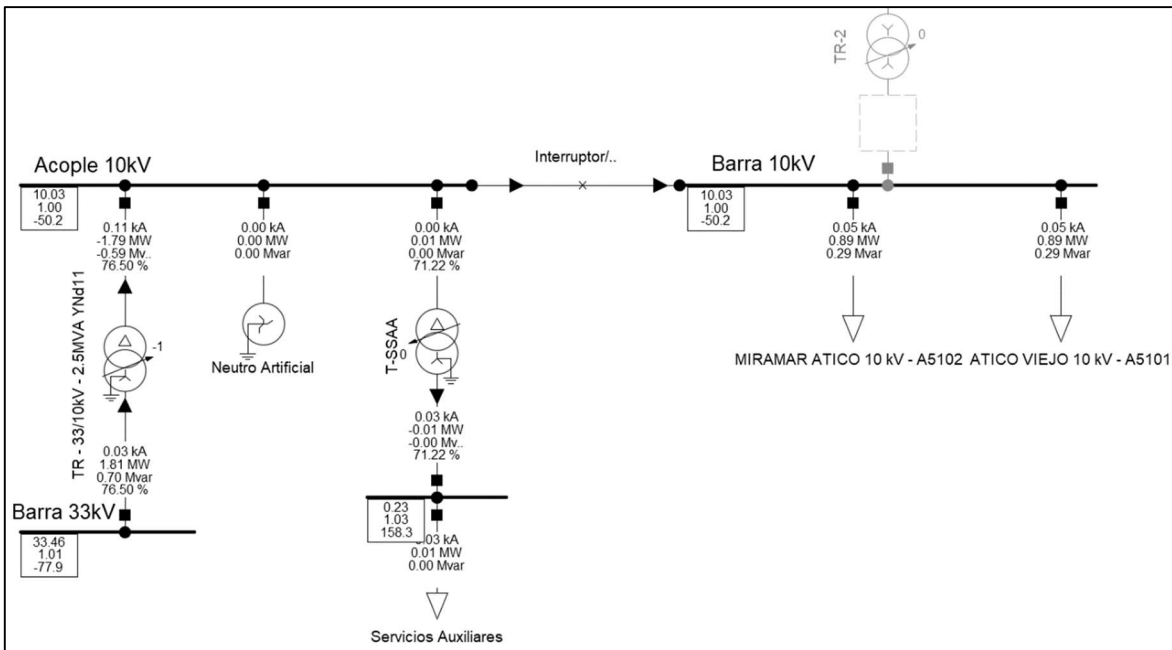 TR-2
0
Acople 10kV
Interruptor/..
Barra 10kV
10.03
1.00
-50.2
10.03
1.00
-50.2
0.11 kA
-1.79 MW
-0.59 Mv..
76.50 %
0.00 kA
0.00 MW
0.00 Mvar
0.00 kA
0.01 MW
0.00 Mvar
71.22 %
0.05 kA
0.89 MW
0.29 Mvar
0.05 kA
0.89 MW
0.29 Mvar
TR - 33/10kV - 2.5MVA YNd11
-1
Neutro Artificial
T-SSAA
0
MIRAMAR ATICO 10 kV - A5102
ATICO VIEJO 10 kV - A5101
0.03 kA
1.81 MW
0.70 Mvar
76.50 %
0.03 kA
-0.01 MW
-0.00 Mv..
71.22 %
Barra 33kV
33.46
1.01
-77.9
0.23
1.03
158.3
0.03 kA
0.01 MW
0.00 Mvar
Servicios Auxiliares